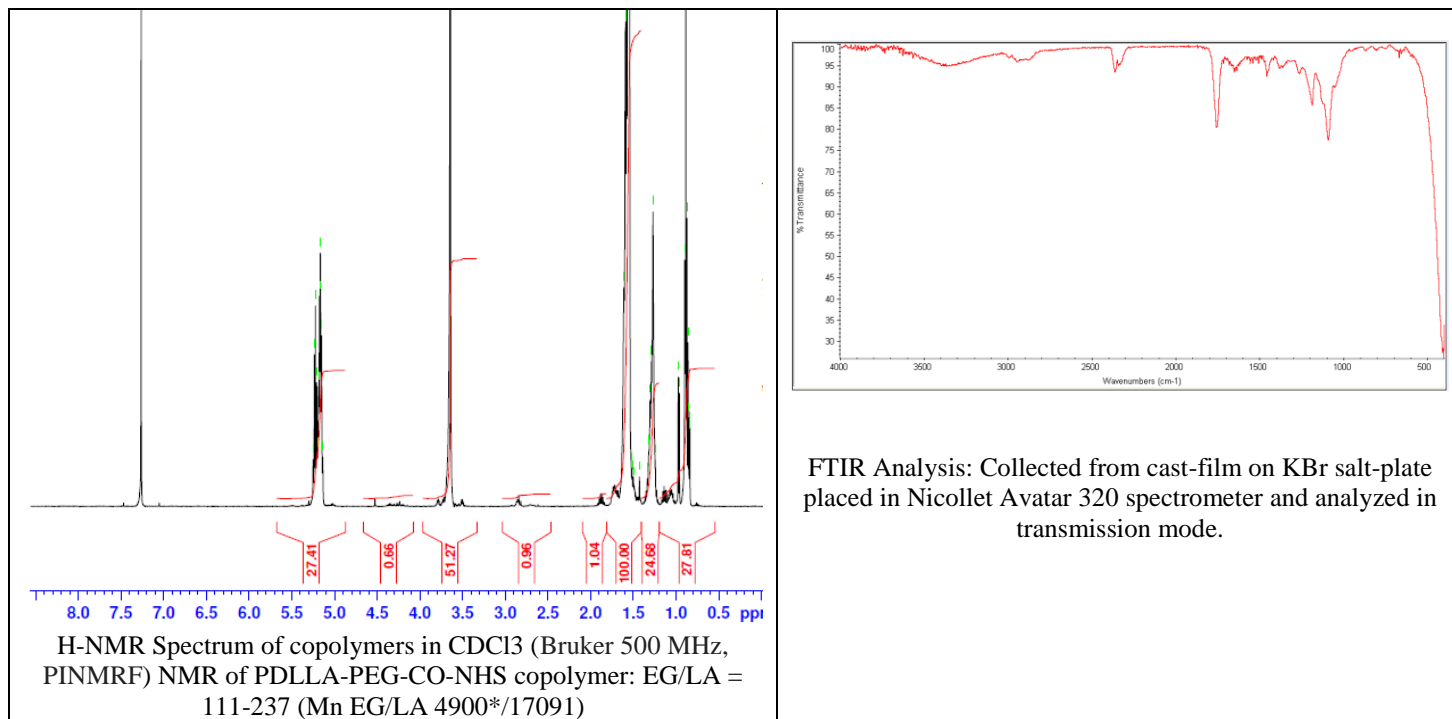 27.41
0.66
51.27
0.96
1.04
100.00
24.68
27.81
8.0 7.5 7.0 6.5 6.0 5.5 5.0 4.5 4.0 3.5 3.0 2.5 2.0 1.5 1.0 0.5 ppm
H-NMR Spectrum of copolymers in CDCl3 (Bruker 500 MHz,
PINMRF) NMR of PDLLA-PEG-CO-NHS copolymer: EG/LA =
111-237 (Mn EG/LA 4900*/17091)
100
95
90
85
80
75
70
65
60
55
50
45
40
35
30
%Transmittance
4000 3500 3000 2500 2000 1500 1000 500
Wavenumbers (cm-1)
FTIR Analysis: Collected from cast-film on KBr salt-plate
placed in Nicollet Avatar 320 spectrometer and analyzed in
transmission mode.